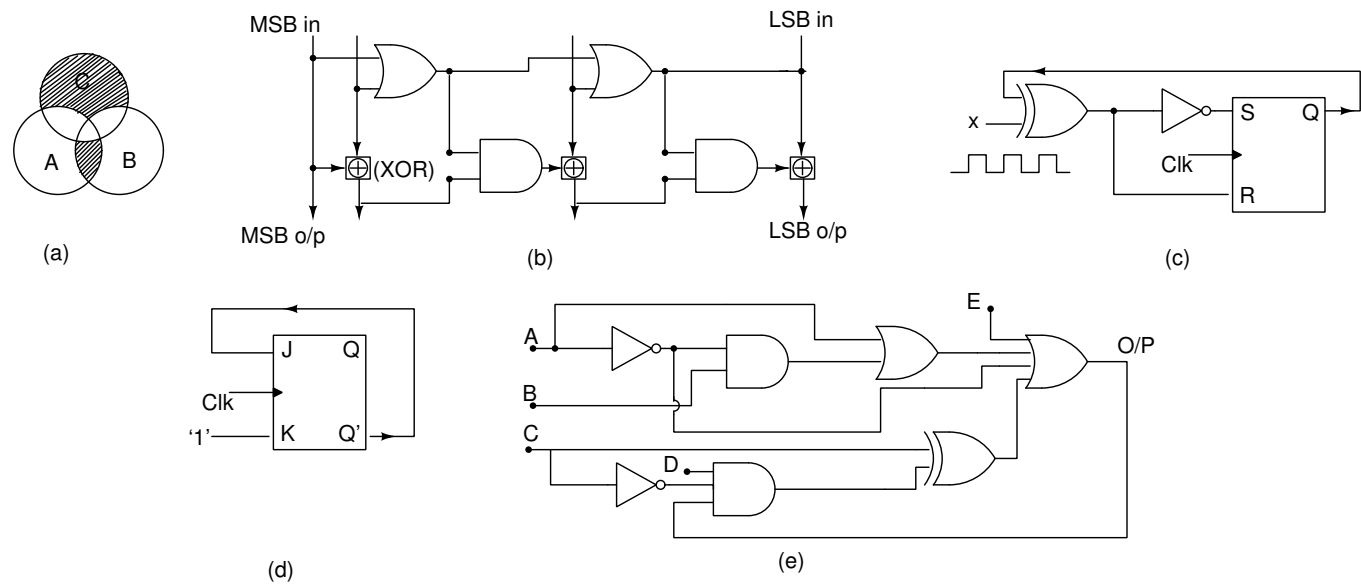 C
A
B
(a)
MSB in
LSB in
(XOR)
MSB o/p
LSB o/p
(b)
x
S
Q
Clk
R
(c)
J
Q
Clk
'1'
K
Q'
(d)
A
B
C
D
E
O/P
(e)